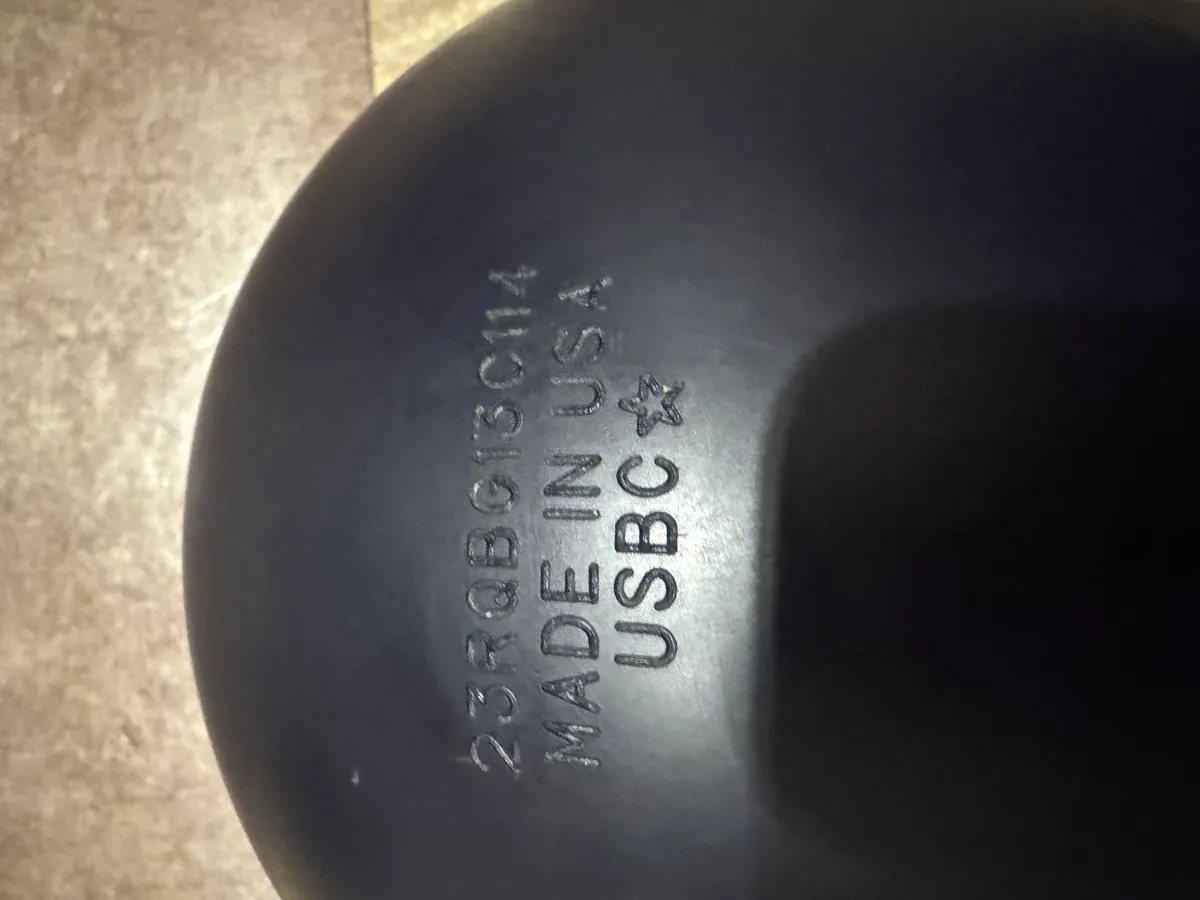 23RQBG13C114
MADE IN USA
USBC ☆